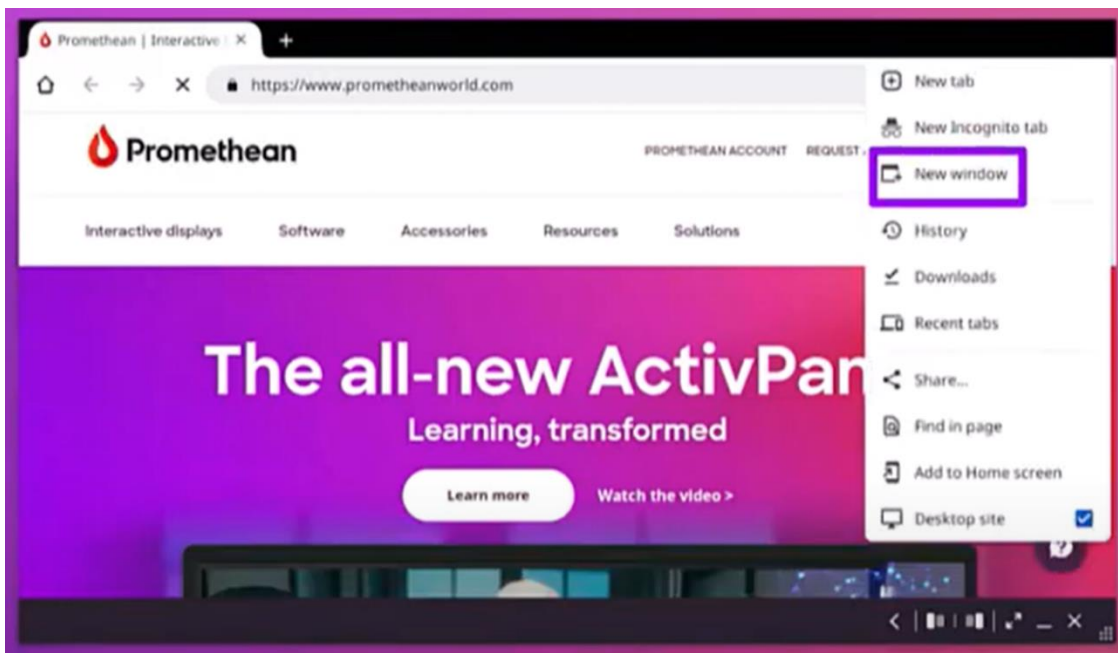 Promethean | Interactive
https://www.prometheanworld.com
New tab
New Incognito tab
New window
History
Downloads
Recent tabs
Share...
Find in page
Add to Home screen
Desktop site
Promethean
PROMETHEAN ACCOUNT REQUEST
Interactive displays Software Accessories Resources Solutions
The all-new ActivPan
Learning, transformed
Learn more Watch the video >